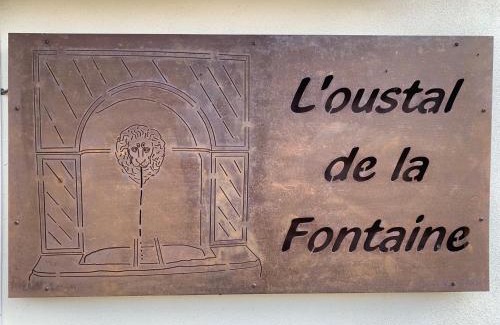 L'oustal
de la
Fontaine